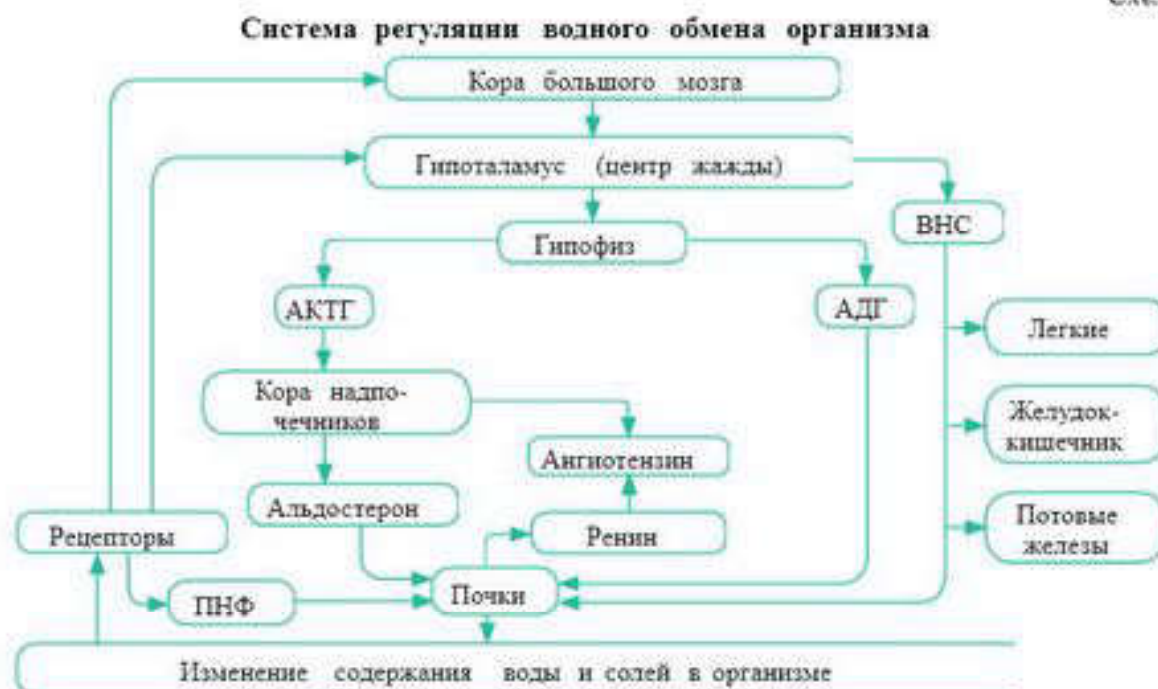 Система регуляции водного обмена организма
Кора большого мозга
Гипоталамус (центр жажды)
ВНС
Гипофиз
АКТГ
АДГ
Легкие
Кора надпо-
чечников
Желудок-
кишечник
Ангиотензин
Альдостерон
Рецепторы
Ренин
Потовые
железы
ПНФ
Почки
Изменение содержания воды и солей в организме